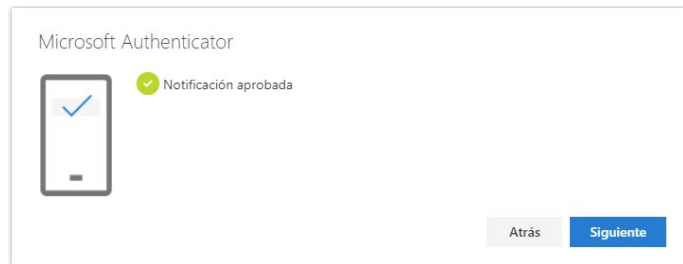 Microsoft Authenticator
Notificación aprobada
Atrás
Siguiente